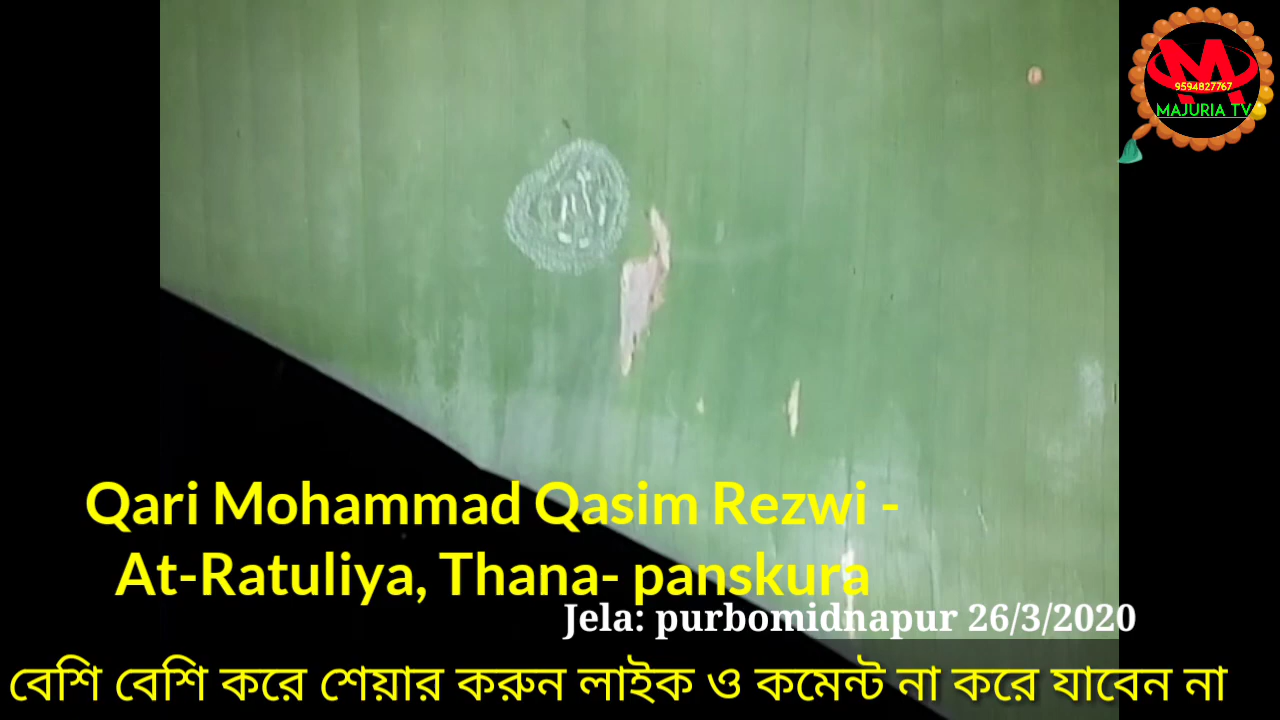 9594827767
MAJURIA TV
Qari Mohammad Qasim Rezwi -
At-Ratuliya, Thana- panskura
Jela: purbomidnapur 26/3/2020
বেশি বেশি করে শেয়ার করুন লাইক ও কমেন্ট না করে যাবেন না